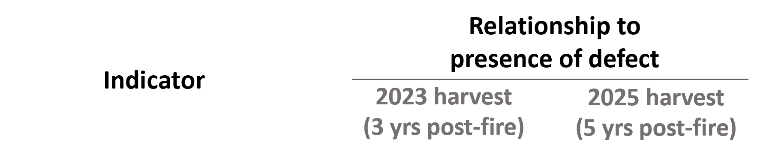 Relationship to
presence of defect
Indicator
2023 harvest
(3 yrs post-fire)
2025 harvest
(5 yrs post-fire)